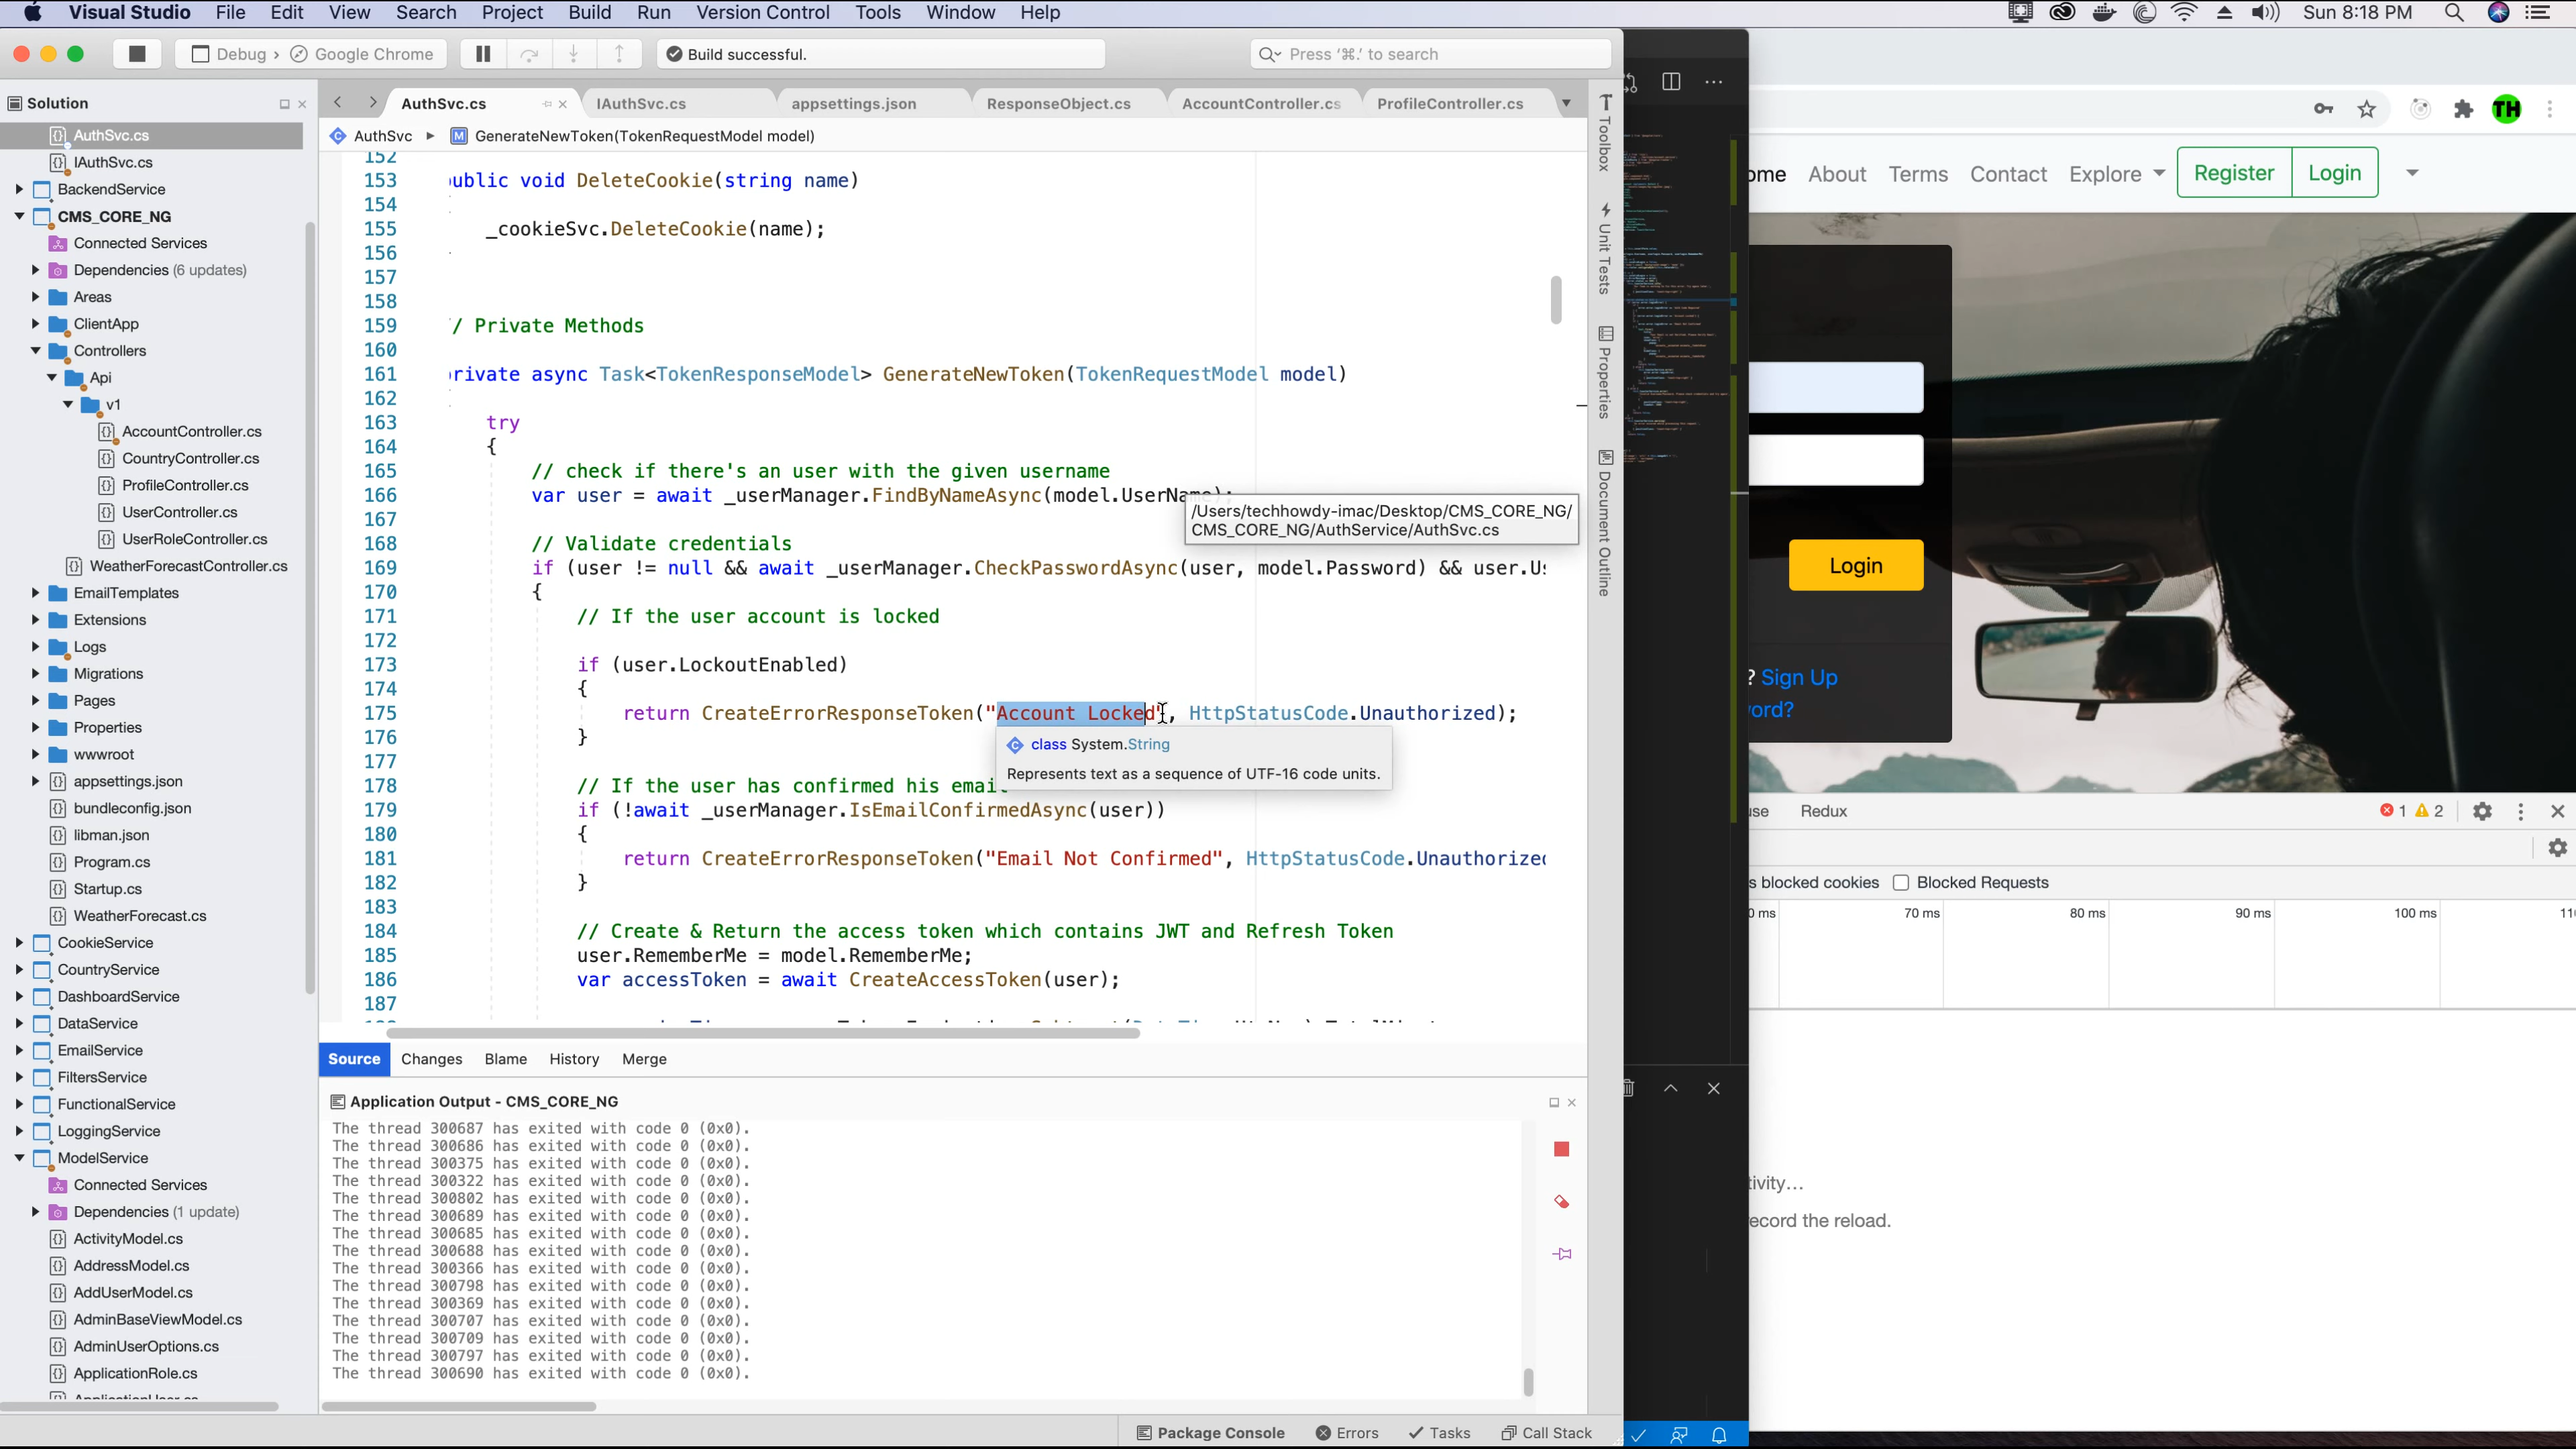 Visual Studio File Edit View Search Project Build Run Version Control Tools Window Help
Sun 8:18 PM
Debug › Google Chrome
Build successful.
Press '⌘.' to search
Solution
AuthSvc.cs
IAuthSvc.cs
BackendService
CMS_CORE_NG
Connected Services
Dependencies (6 updates)
Areas
ClientApp
Controllers
Api
v1
AccountController.cs
CountryController.cs
ProfileController.cs
UserController.cs
UserRoleController.cs
WeatherForecastController.cs
EmailTemplates
Extensions
Logs
Migrations
Pages
Properties
wwwroot
appsettings.json
bundleconfig.json
libman.json
Program.cs
Startup.cs
WeatherForecast.cs
CookieService
CountryService
DashboardService
DataService
EmailService
FiltersService
FunctionalService
LoggingService
ModelService
Connected Services
Dependencies (1 update)
ActivityModel.cs
AddressModel.cs
AddUserModel.cs
AdminBaseViewModel.cs
AdminUserOptions.cs
ApplicationRole.cs
AuthSvc.cs IAuthSvc.cs appsettings.json ResponseObject.cs AccountController.cs ProfileController.cs
AuthSvc ▸ M GenerateNewToken(TokenRequestModel model)
152
153 ublic void DeleteCookie(string name)
154
155 _cookieSvc.DeleteCookie(name);
156
157
158
159 / Private Methods
160
161 rivate async Task<TokenResponseModel> GenerateNewToken(TokenRequestModel model)
162
163 try
164 {
165 // check if there's an user with the given username
166 var user = await _userManager.FindByNameAsync(model.UserName);
167
168 // Validate credentials
169 if (user != null && await _userManager.CheckPasswordAsync(user, model.Password) && user.U
170 {
171 // If the user account is locked
172
173 if (user.LockoutEnabled)
174 {
175 return CreateErrorResponseToken("Account Locked", HttpStatusCode.Unauthorized);
176 }
177
178 // If the user has confirmed his email
179 if (!await _userManager.IsEmailConfirmedAsync(user))
180 {
181 return CreateErrorResponseToken("Email Not Confirmed", HttpStatusCode.Unauthorized
182 }
183
184 // Create & Return the access token which contains JWT and Refresh Token
185 user.RememberMe = model.RememberMe;
186 var accessToken = await CreateAccessToken(user);
187
/Users/techhowdy-imac/Desktop/CMS_CORE_NG/
CMS_CORE_NG/AuthService/AuthSvc.cs
class System.String
Represents text as a sequence of UTF-16 code units.
Source Changes Blame History Merge
Application Output - CMS_CORE_NG
The thread 300687 has exited with code 0 (0x0).
The thread 300686 has exited with code 0 (0x0).
The thread 300375 has exited with code 0 (0x0).
The thread 300322 has exited with code 0 (0x0).
The thread 300802 has exited with code 0 (0x0).
The thread 300689 has exited with code 0 (0x0).
The thread 300685 has exited with code 0 (0x0).
The thread 300688 has exited with code 0 (0x0).
The thread 300366 has exited with code 0 (0x0).
The thread 300798 has exited with code 0 (0x0).
The thread 300369 has exited with code 0 (0x0).
The thread 300707 has exited with code 0 (0x0).
The thread 300709 has exited with code 0 (0x0).
The thread 300797 has exited with code 0 (0x0).
The thread 300690 has exited with code 0 (0x0).
Package Console Errors Tasks Call Stack
Toolbox
Unit Tests
Properties
Document Outline
TH
ome About Terms Contact Explore Register Login
Login
? Sign Up
ord?
se Redux 1 2
s blocked cookies Blocked Requests
0 ms 70 ms 80 ms 90 ms 100 ms 11
tivity…
ecord the reload.